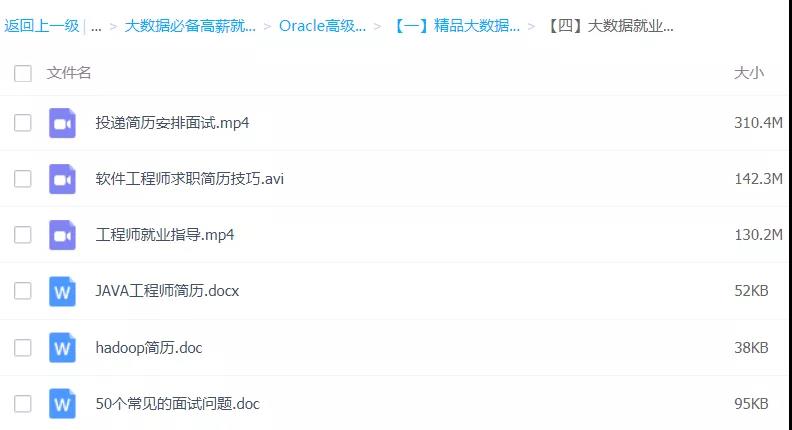 返回上一级 | ... > 大数据必备高薪就... > Oracle高级... > 【一】精品大数据... > 【四】大数据就业...
文件名 大小
投递简历安排面试.mp4 310.4M
软件工程师求职简历技巧.avi 142.3M
工程师就业指导.mp4 130.2M
W JAVA工程师简历.docx 52KB
W hadoop简历.doc 38KB
W 50个常见的面试问题.doc 95KB